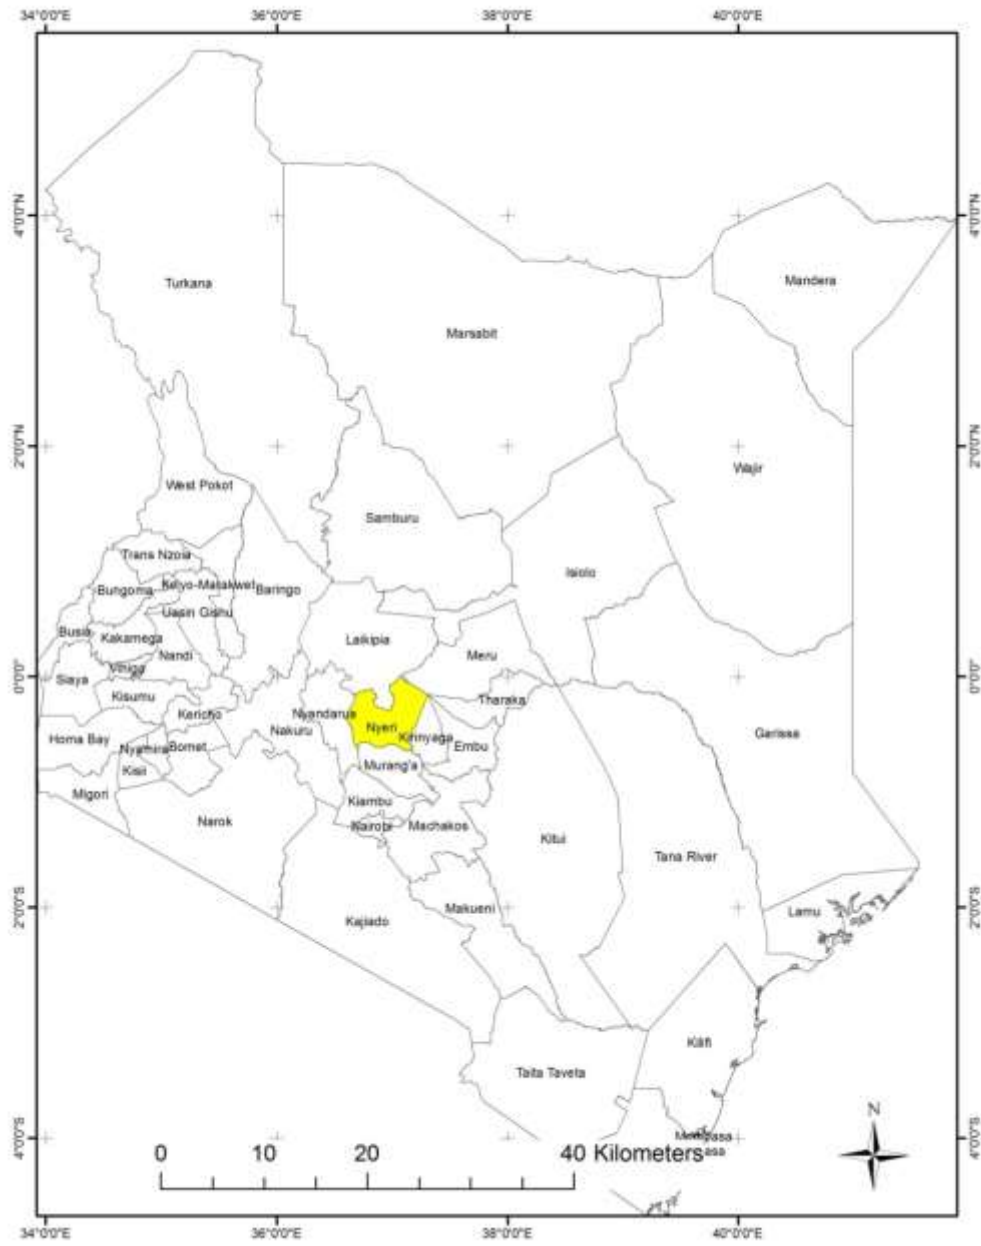 34°0'0"E 36°0'0"E 38°0'0"E 40°0'0"E
4°0'0"N 4°0'0"N
Mandera
Turkana
Marsabit
2°0'0"N 2°0'0"N
Wajir
West Pokot
Samburu
Trans Nzoia
Isiolo
Keiyo-Marakwet
Bungoma Baringo
Uasin Gishu
Busia Kakamega
Laikipia
Nandi Meru
Vihiga
0°0'0" 0°0'0"
Siaya
Kisumu Tharaka
Kericho Nyandarua
Nyeri
Nakuru Kirinyaga Garissa
Homa Bay Nyamira Bomet Embu
Kisii Murang'a
Migori
Kiambu
Narok Nairobi Machakos
Kitui
Tana River
2°0'0"S 2°0'0"S
Makueni Lamu
Kajiado
Kilifi
Taita Taveta
4°0'0"S 4°0'0"S
N
0 10 20 40 Kilometers
34°0'0"E 36°0'0"E 38°0'0"E 40°0'0"E